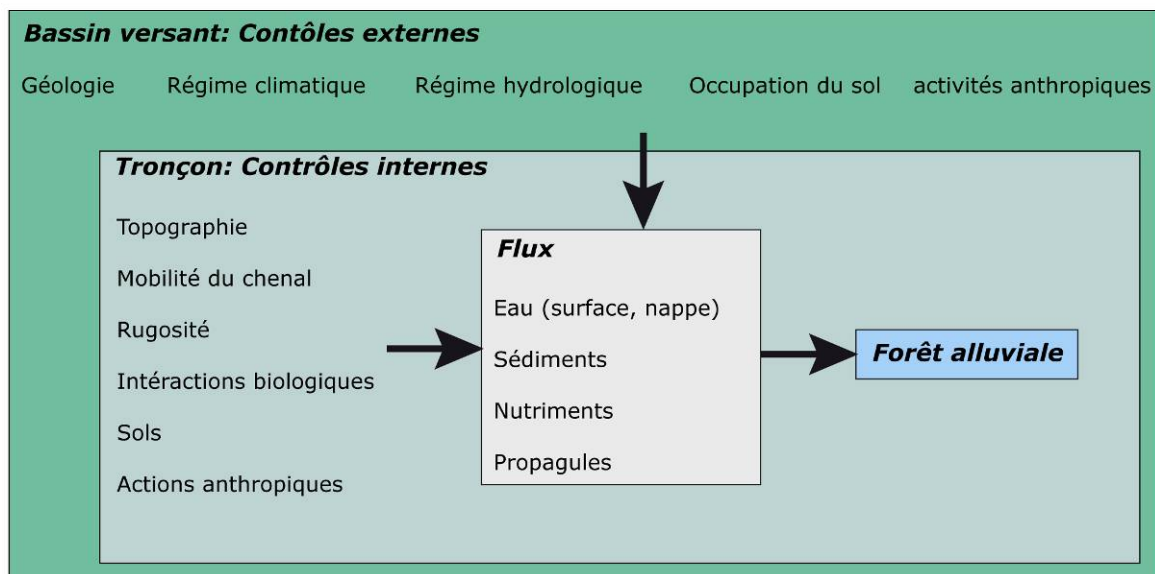 Bassin versant: Contôles externes
Géologie Régime climatique Régime hydrologique Occupation du sol activités anthropiques
Tronçon: Contrôles internes
Topographie
Mobilité du chenal
Rugosité
Intéractions biologiques
Sols
Actions anthropiques
Flux
Eau (surface, nappe)
Sédiments
Nutriments
Propagules
Forêt alluviale